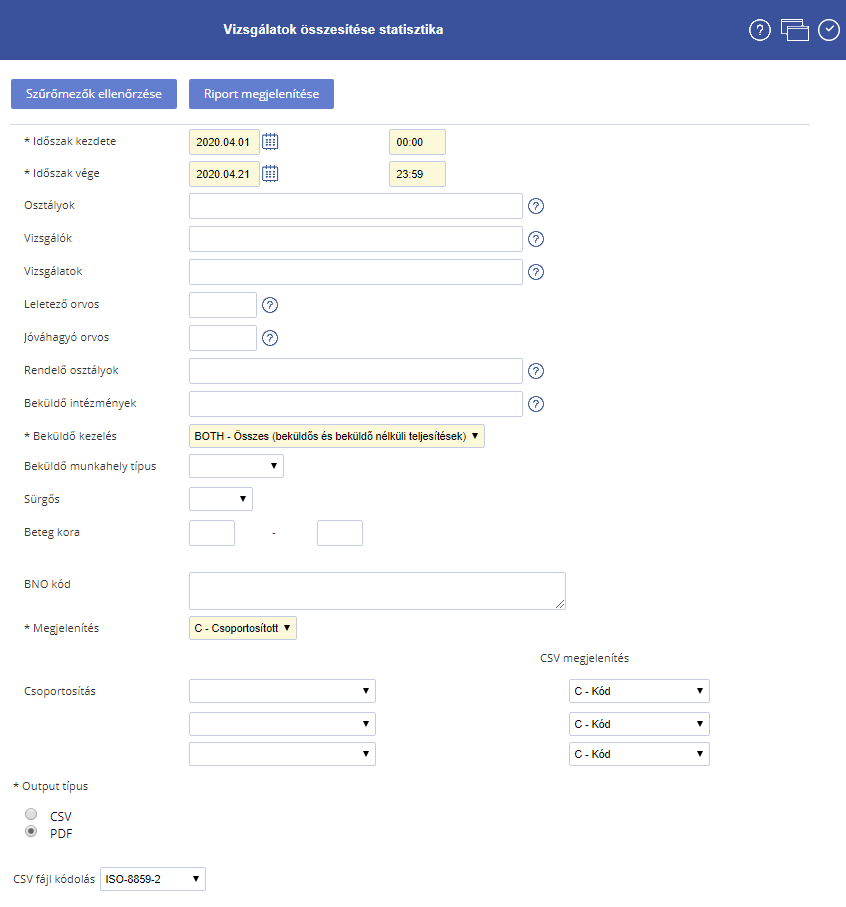 Vizsgálatok összesítése statisztika
Szűrőmezők ellenőrzése Riport megjelenítése
* Időszak kezdete 2020.04.01 00:00
* Időszak vége 2020.04.21 23:59
Osztályok
Vizsgálók
Vizsgálatok
Leletező orvos
Jóváhagyó orvos
Rendelő osztályok
Beküldő intézmények
* Beküldő kezelés BOTH - Összes (beküldős és beküldő nélküli teljesítések)
Beküldő munkahely típus
Sürgős
Beteg kora -
BNO kód
* Megjelenítés C - Csoportosított
CSV megjelenítés
Csoportosítás C - Kód
C - Kód
C - Kód
* Output típus
CSV
PDF
CSV fájl kódolás ISO-8859-2